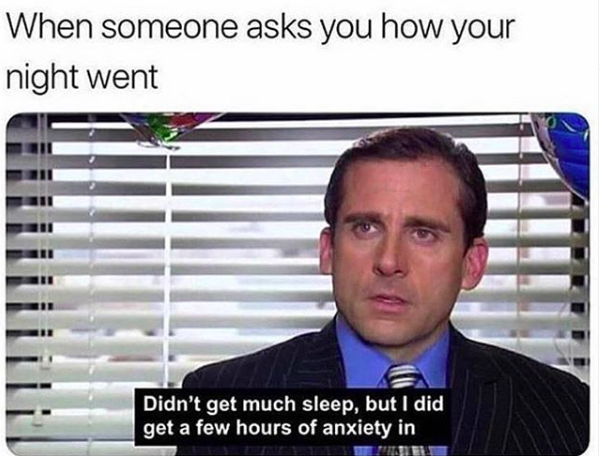 When someone asks you how your
night went
Didn't get much sleep, but I did
get a few hours of anxiety in